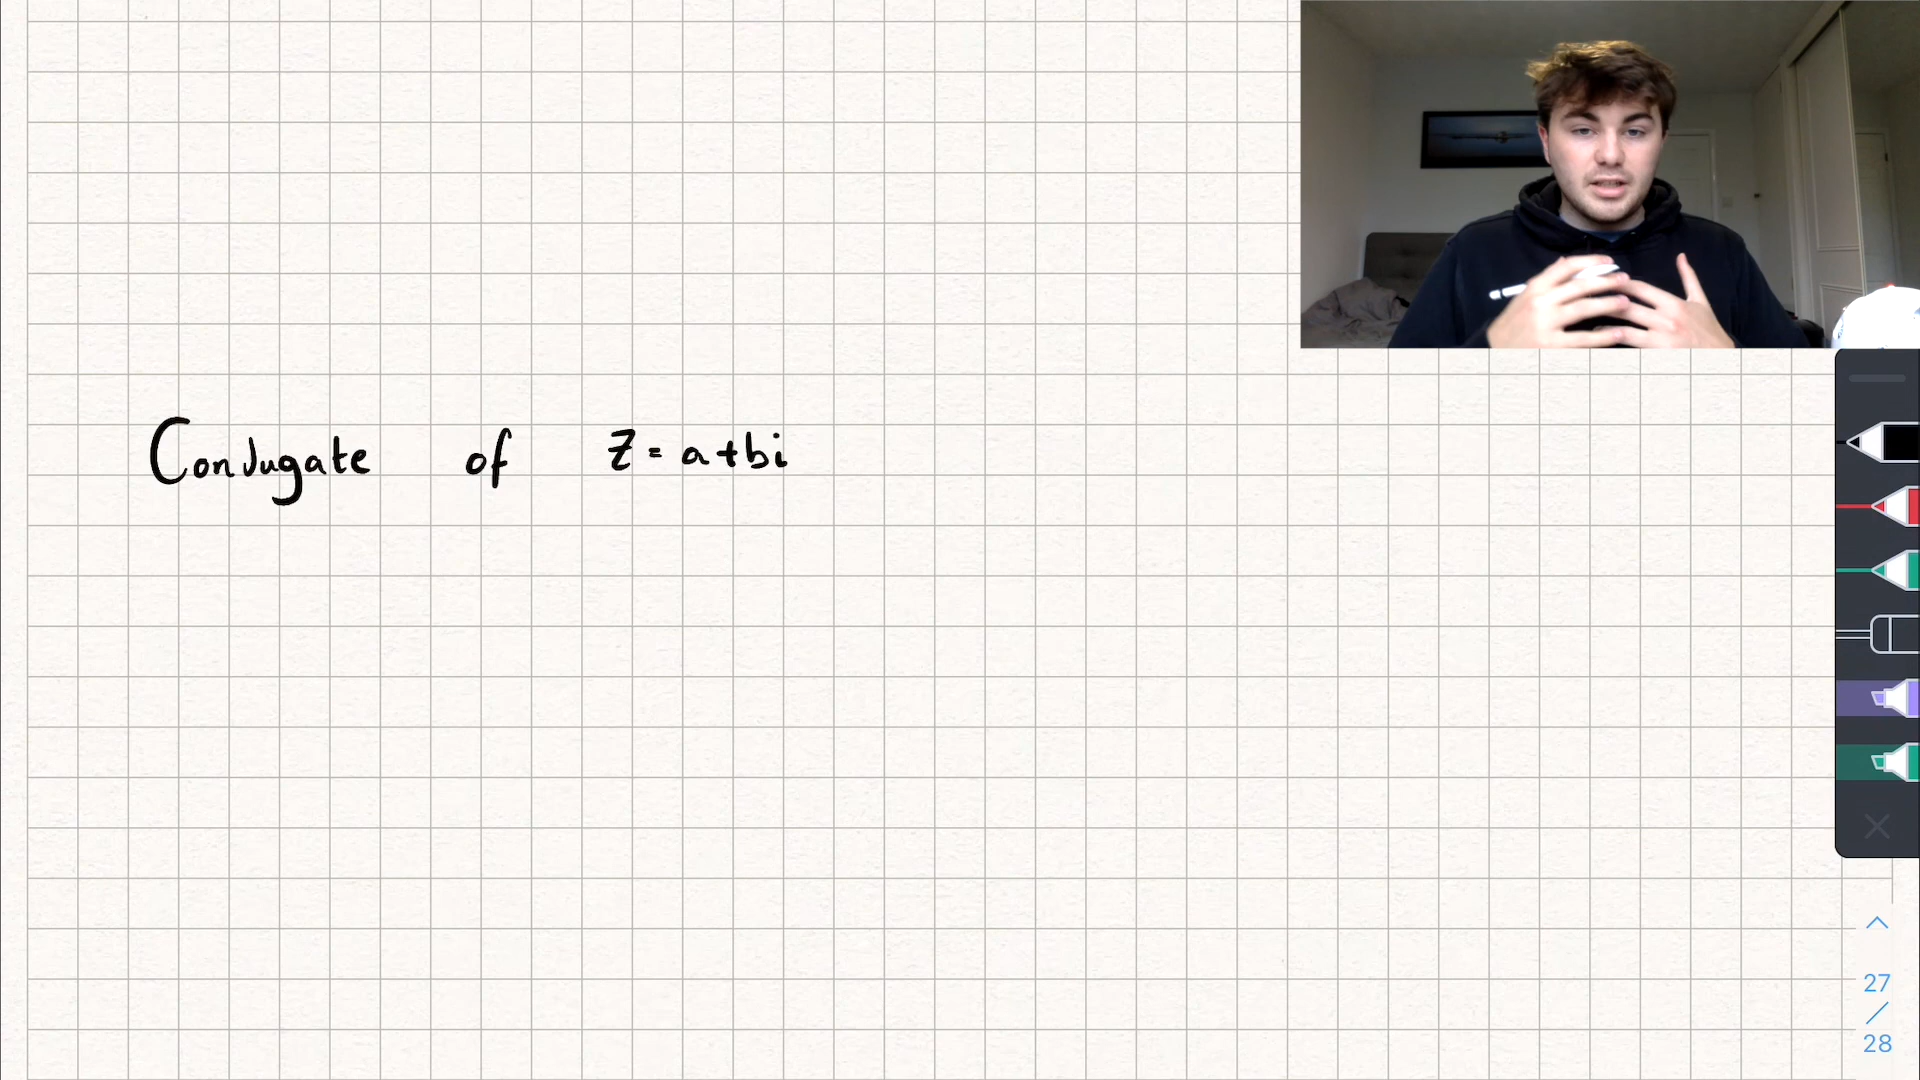 Conjugate of z = a+bi
27
/
28